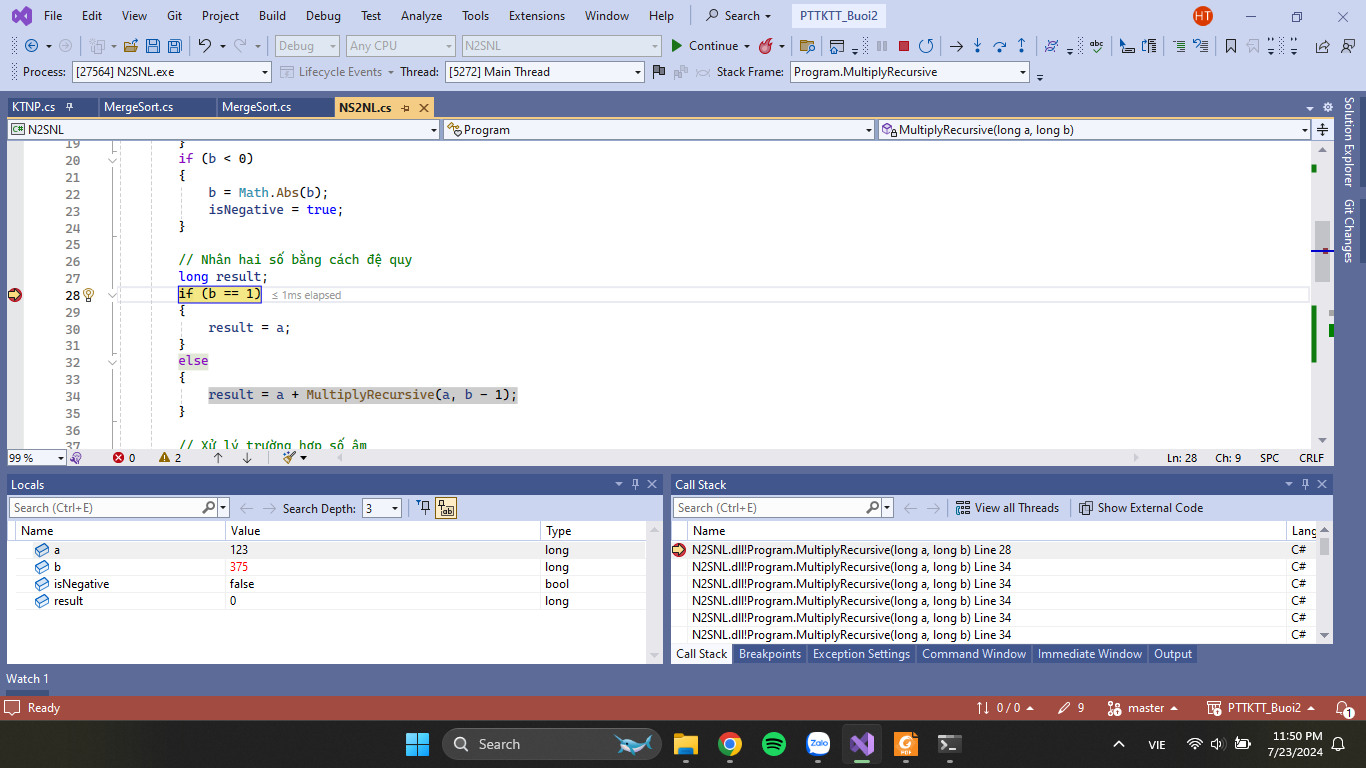 File Edit View Git Project Build Debug Test Analyze Tools Extensions Window Help Search PTTKTT_Buoi2 HT
Debug Any CPU N2SNL Continue
Process: [27564] N2SNL.exe Lifecycle Events Thread: [5272] Main Thread Stack Frame: Program.MultiplyRecursive
KTNP.cs MergeSort.cs MergeSort.cs NS2NL.cs
N2SNL Program MultiplyRecursive(long a, long b)
19 }
20 if (b < 0)
21 {
22 b = Math.Abs(b);
23 isNegative = true;
24 }
25
26 // Nhân hai số bằng cách đệ quy
27 long result;
28 if (b == 1) ≤ 1ms elapsed
29 {
30 result = a;
31 }
32 else
33 {
34 result = a + MultiplyRecursive(a, b - 1);
35 }
36
37 // Xử lý trường hợp số âm
99 % 0 2 Ln: 28 Ch: 9 SPC CRLF
Solution Explorer
Git Changes
Locals
Search (Ctrl+E) Search Depth: 3
Name Value Type
a 123 long
b 375 long
isNegative false bool
result 0 long
Call Stack
Search (Ctrl+E) View all Threads Show External Code
Name Lang
N2SNL.dll!Program.MultiplyRecursive(long a, long b) Line 28 C#
N2SNL.dll!Program.MultiplyRecursive(long a, long b) Line 34 C#
N2SNL.dll!Program.MultiplyRecursive(long a, long b) Line 34 C#
N2SNL.dll!Program.MultiplyRecursive(long a, long b) Line 34 C#
N2SNL.dll!Program.MultiplyRecursive(long a, long b) Line 34 C#
N2SNL.dll!Program.MultiplyRecursive(long a, long b) Line 34 C#
Call Stack Breakpoints Exception Settings Command Window Immediate Window Output
Watch 1
Ready 0 / 0 9 master PTTKTT_Buoi2 1
Search Zalo PDF VIE 11:50 PM
7/23/2024